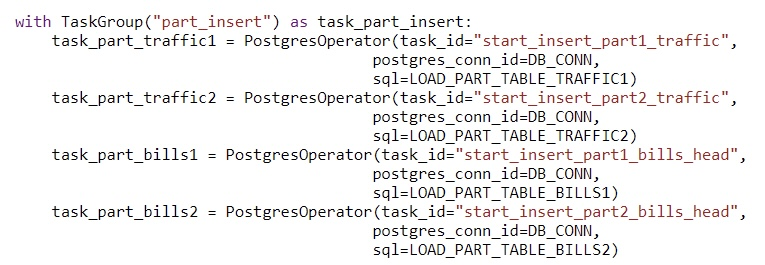 with TaskGroup("part_insert") as task_part_insert:
    task_part_traffic1 = PostgresOperator(task_id="start_insert_part1_traffic",
                                          postgres_conn_id=DB_CONN,
                                          sql=LOAD_PART_TABLE_TRAFFIC1)
    task_part_traffic2 = PostgresOperator(task_id="start_insert_part2_traffic",
                                          postgres_conn_id=DB_CONN,
                                          sql=LOAD_PART_TABLE_TRAFFIC2)
    task_part_bills1 = PostgresOperator(task_id="start_insert_part1_bills_head",
                                          postgres_conn_id=DB_CONN,
                                          sql=LOAD_PART_TABLE_BILLS1)
    task_part_bills2 = PostgresOperator(task_id="start_insert_part2_bills_head",
                                          postgres_conn_id=DB_CONN,
                                          sql=LOAD_PART_TABLE_BILLS2)